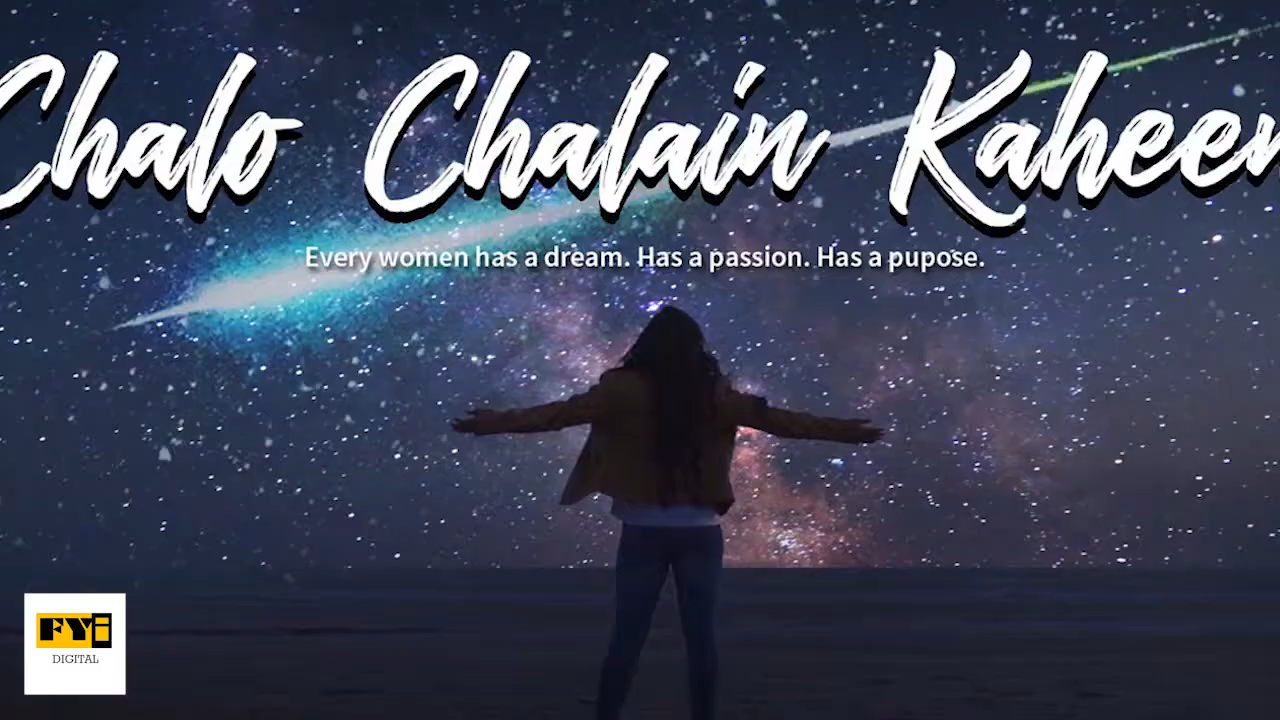 Chalo Chalain Kaheen
Every women has a dream. Has a passion. Has a pupose.
FYi
DIGITAL